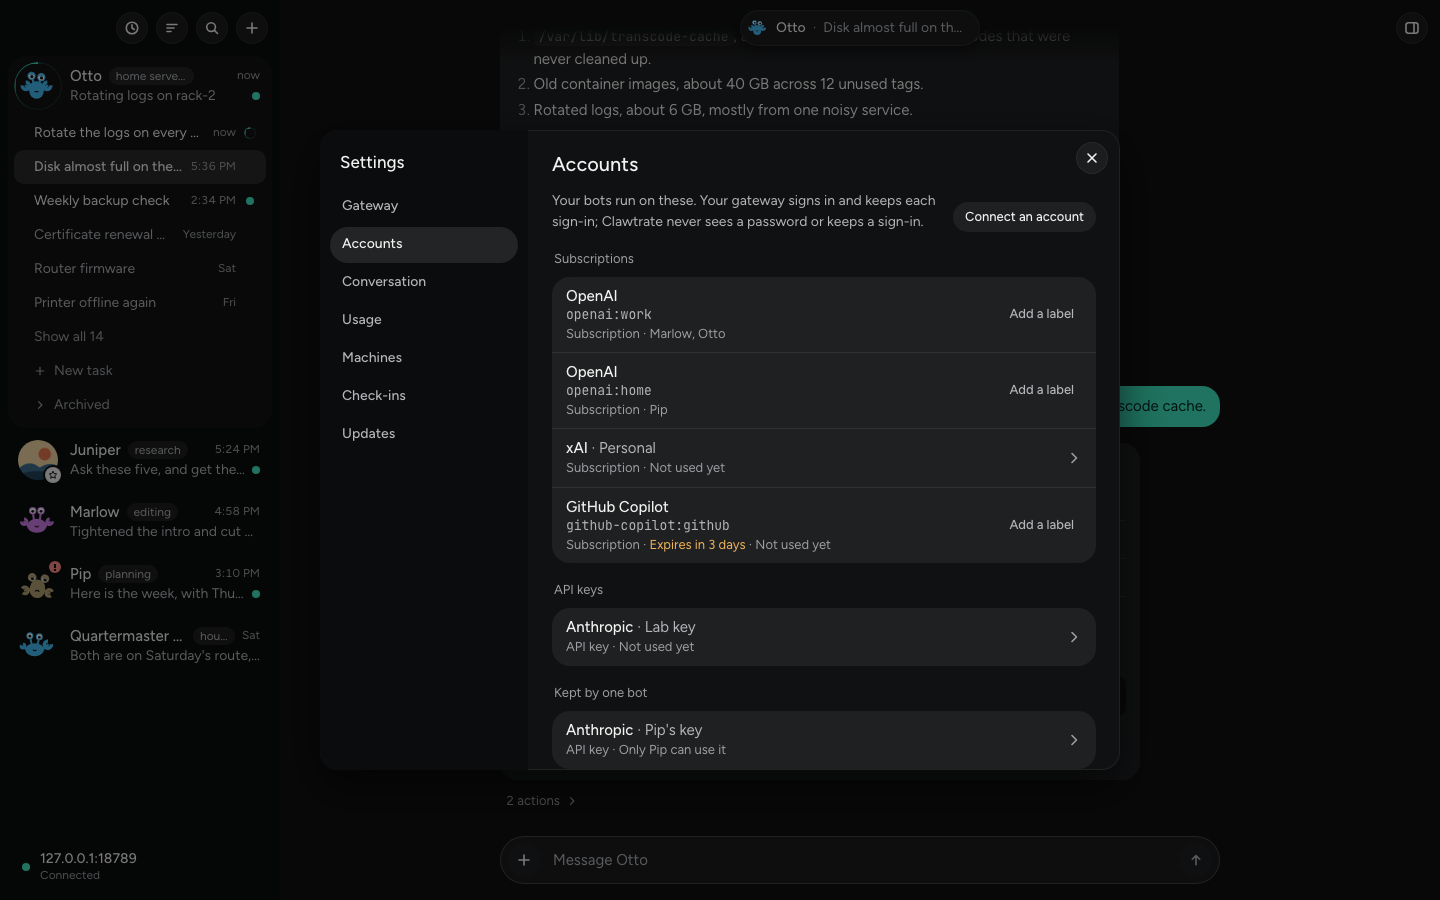 Otto · Disk almost full on th...
1. /var/lib/transcode-cache,
odes that were
never cleaned up.
2. Old container images, about 40 GB across 12 unused tags.
3. Rotated logs, about 6 GB, mostly from one noisy service.
Otto home serve... now
Rotating logs on rack-2
Rotate the logs on every ... now
Disk almost full on the... 5:36 PM
Weekly backup check 2:34 PM
Certificate renewal ... Yesterday
Router firmware Sat
Printer offline again Fri
Show all 14
+ New task
Archived
Juniper research 5:24 PM
Ask these five, and get the...
Marlow editing 4:58 PM
Tightened the intro and cut ...
Pip planning 3:10 PM
Here is the week, with Thu...
Quartermaster ... hou... Sat
Both are on Saturday's route,...
127.0.0.1:18789
Connected
Settings
Gateway
Accounts
Conversation
Usage
Machines
Check-ins
Updates
Accounts
Your bots run on these. Your gateway signs in and keeps each
sign-in; Clawtrate never sees a password or keeps a sign-in.
Connect an account
Subscriptions
OpenAI
openai:work
Subscription · Marlow, Otto
Add a label
OpenAI
openai:home
Subscription · Pip
Add a label
xAI · Personal
Subscription · Not used yet
GitHub Copilot
github-copilot:github
Subscription · Expires in 3 days · Not used yet
Add a label
API keys
Anthropic · Lab key
API key · Not used yet
Kept by one bot
Anthropic · Pip's key
API key · Only Pip can use it
scode cache.
2 actions
Message Otto